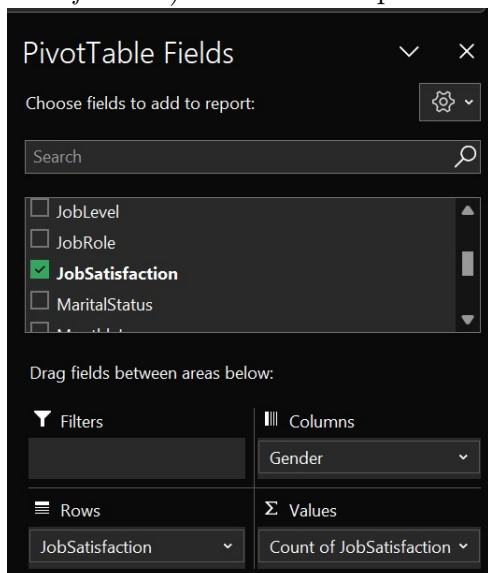 PivotTable Fields
Choose fields to add to report:
Search
JobLevel
JobRole
JobSatisfaction
MaritalStatus
Drag fields between areas below:
Filters
Columns
Gender
Rows
Σ Values
JobSatisfaction
Count of JobSatisfaction